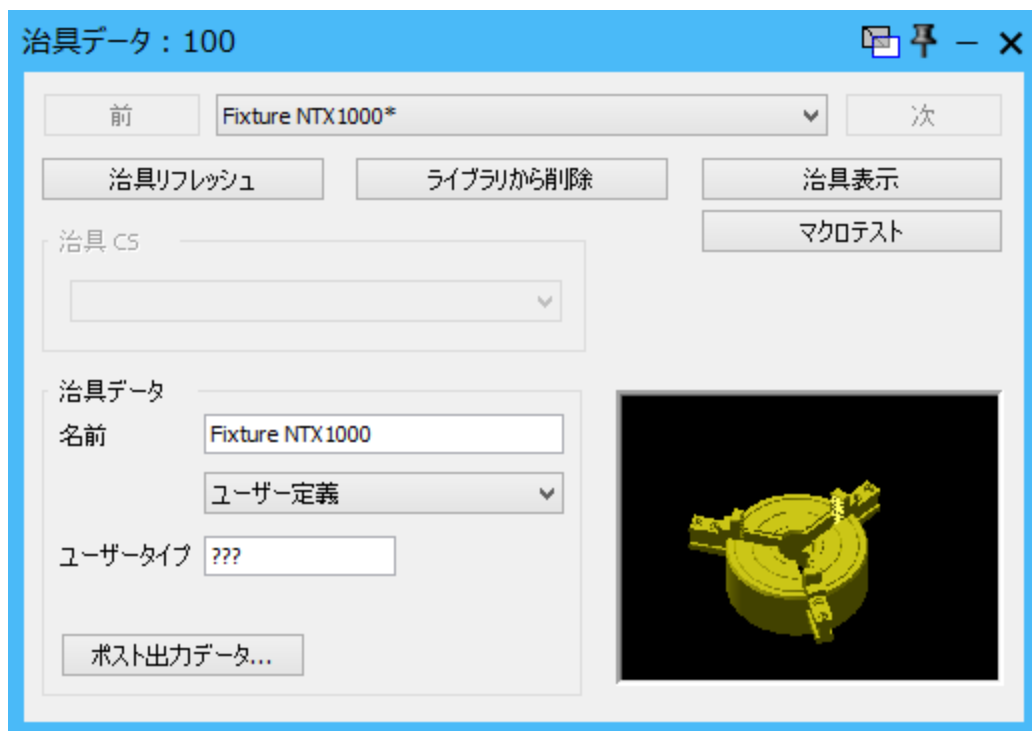 治具データ : 100
前
Fixture NTX1000*
次
治具リフレッシュ
ライブラリから削除
治具表示
マクロテスト
治具 CS
治具データ
名前
Fixture NTX1000
ユーザー定義
ユーザータイプ
???
ポスト出力データ...